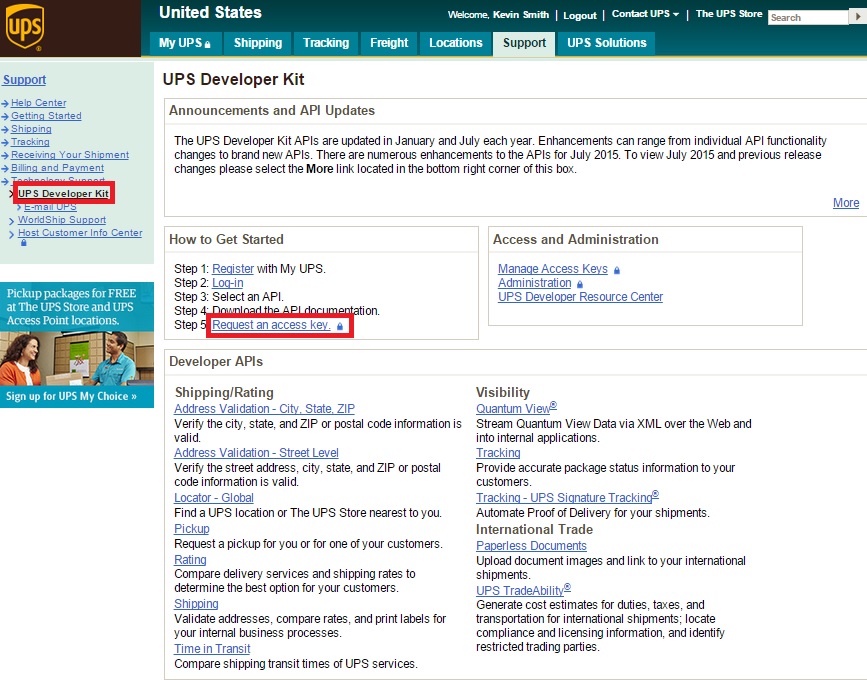 ups
United States
Welcome, Kevin Smith | Logout | Contact UPS | The UPS Store Search
My UPS Shipping Tracking Freight Locations Support UPS Solutions
Support
Help Center
Getting Started
Shipping
Tracking
Receiving Your Shipment
Billing and Payment
Technology Support
UPS Developer Kit
E-mail UPS
WorldShip Support
Host Customer Info Center
Pickup packages for FREE
at The UPS Store and UPS
Access Point locations.
Sign up for UPS My Choice »
UPS Developer Kit
Announcements and API Updates
The UPS Developer Kit APIs are updated in January and July each year. Enhancements can range from individual API functionality
changes to brand new APIs. There are numerous enhancements to the APIs for July 2015. To view July 2015 and previous release
changes please select the More link located in the bottom right corner of this box.
More
How to Get Started
Step 1: Register with My UPS.
Step 2: Log-in
Step 3: Select an API.
Step 4: Download the API documentation.
Step 5: Request an access key.
Access and Administration
Manage Access Keys
Administration
UPS Developer Resource Center
Developer APIs
Shipping/Rating
Address Validation - City, State, ZIP
Verify the city, state, and ZIP or postal code information is
valid.
Address Validation - Street Level
Verify the street address, city, state, and ZIP or postal
code information is valid.
Locator - Global
Find a UPS location or The UPS Store nearest to you.
Pickup
Request a pickup for you or for one of your customers.
Rating
Compare delivery services and shipping rates to
determine the best option for your customers.
Shipping
Validate addresses, compare rates, and print labels for
your internal business processes.
Time in Transit
Compare shipping transit times of UPS services.
Visibility
Quantum View®
Stream Quantum View Data via XML over the Web and
into internal applications.
Tracking
Provide accurate package status information to your
customers.
Tracking - UPS Signature Tracking®
Automate Proof of Delivery for your shipments.
International Trade
Paperless Documents
Upload document images and link to your international
shipments.
UPS TradeAbility®
Generate cost estimates for duties, taxes, and
transportation for international shipments; locate
compliance and licensing information, and identify
restricted trading parties.